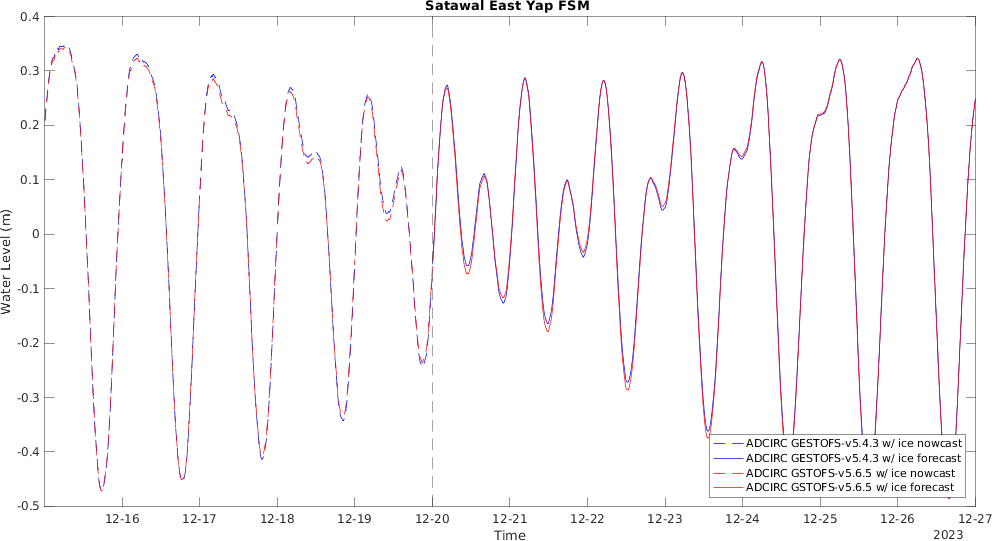 Satawal East Yap FSM
0.4
0.3
0.2
0.1
0
-0.1
-0.2
-0.3
-0.4
-0.5
Water Level (m)
ADCIRC GESTOFS-v5.4.3 w/ ice nowcast
ADCIRC GESTOFS-v5.4.3 w/ ice forecast
ADCIRC GSTOFS-v5.6.5 w/ ice nowcast
ADCIRC GSTOFS-v5.6.5 w/ ice forecast
12-16 12-17 12-18 12-19 12-20 12-21 12-22 12-23 12-24 12-25 12-26 12-27
Time
2023